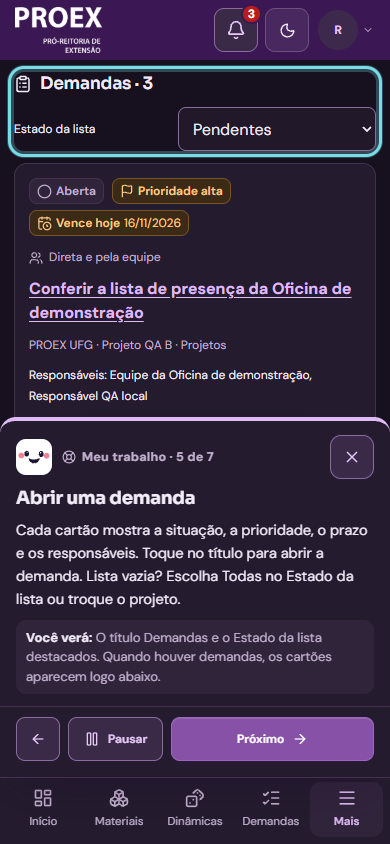 PROEX
PRÓ-REITORIA DE
EXTENSÃO
3
R
Demandas · 3
Estado da lista
Pendentes
Aberta
Prioridade alta
Vence hoje 16/11/2026
Direta e pela equipe
Conferir a lista de presença da Oficina de
demonstração
PROEX UFG · Projeto QA B · Projetos
Responsáveis: Equipe da Oficina de demonstração,
Responsável QA local
Meu trabalho · 5 de 7
Abrir uma demanda
Cada cartão mostra a situação, a prioridade, o prazo
e os responsáveis. Toque no título para abrir a
demanda. Lista vazia? Escolha Todas no Estado da
lista ou troque o projeto.
Você verá: O título Demandas e o Estado da lista
destacados. Quando houver demandas, os cartões
aparecem logo abaixo.
Pausar
Próximo
Início
Materiais
Dinâmicas
Demandas
Mais